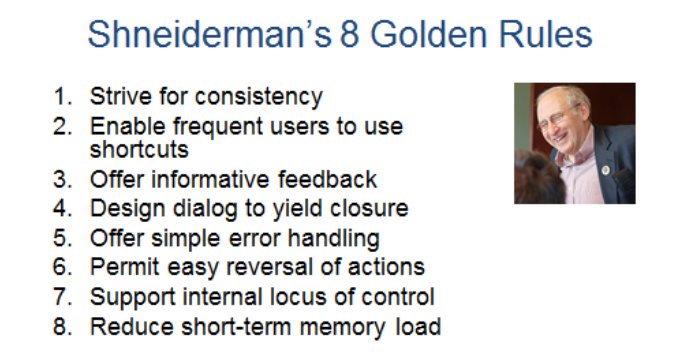 Shneiderman's 8 Golden Rules
1. Strive for consistency
2. Enable frequent users to use
shortcuts
3. Offer informative feedback
4. Design dialog to yield closure
5. Offer simple error handling
6. Permit easy reversal of actions
7. Support internal locus of control
8. Reduce short-term memory load